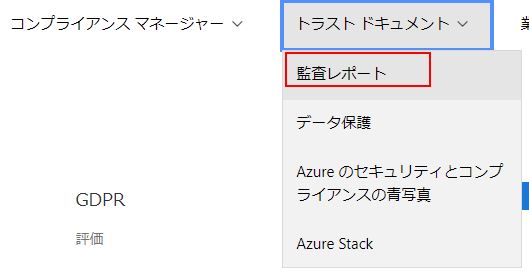 コンプライアンス マネージャー
トラスト ドキュメント
監査レポート
データ保護
Azure のセキュリティとコンプ
ライアンスの青写真
Azure Stack
GDPR
評価